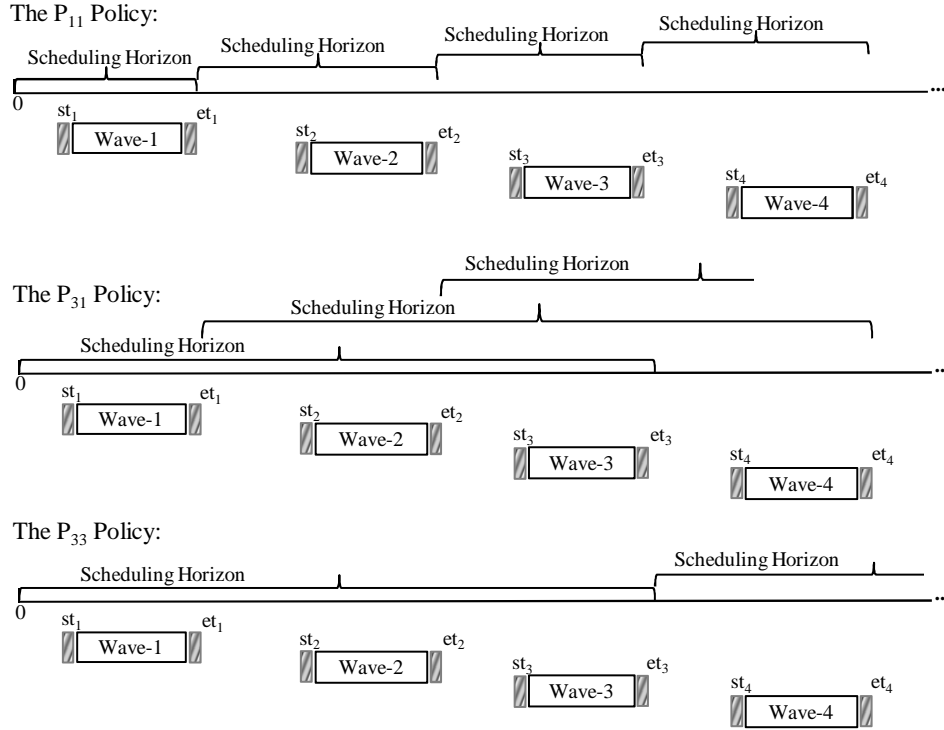 The P11 Policy:
Scheduling Horizon Scheduling Horizon Scheduling Horizon Scheduling Horizon
0 ...
st1 Wave-1 et1
st2 Wave-2 et2
st3 Wave-3 et3
st4 Wave-4 et4
The P31 Policy:
Scheduling Horizon
Scheduling Horizon
Scheduling Horizon
0 ...
st1 Wave-1 et1
st2 Wave-2 et2
st3 Wave-3 et3
st4 Wave-4 et4
The P33 Policy:
Scheduling Horizon Scheduling Horizon
0 ...
st1 Wave-1 et1
st2 Wave-2 et2
st3 Wave-3 et3
st4 Wave-4 et4